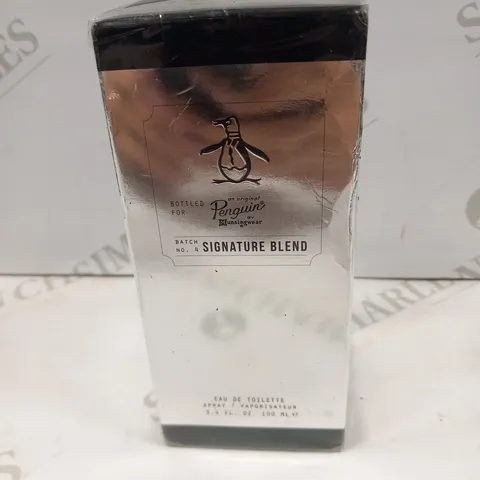 BOTTLED
FOR
an original
Penguin
BY
Munsingwear
BATCH
NO. 4
SIGNATURE BLEND
EAU DE TOILETTE
SPRAY / VAPORISATEUR
3.4 FL. OZ. 100 ML